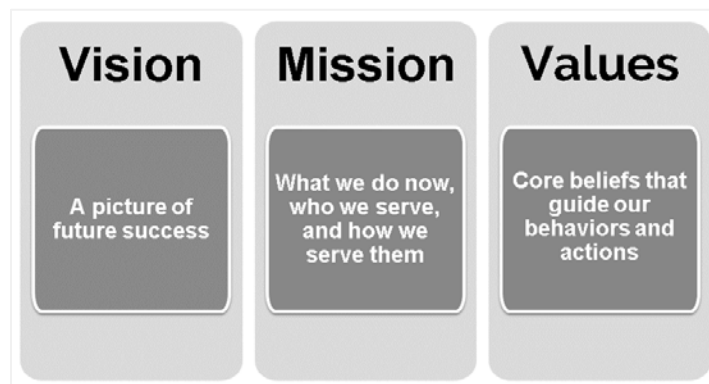 Vision
A picture of
future success
Mission
What we do now,
who we serve,
and how we
serve them
Values
Core beliefs that
guide our
behaviors and
actions